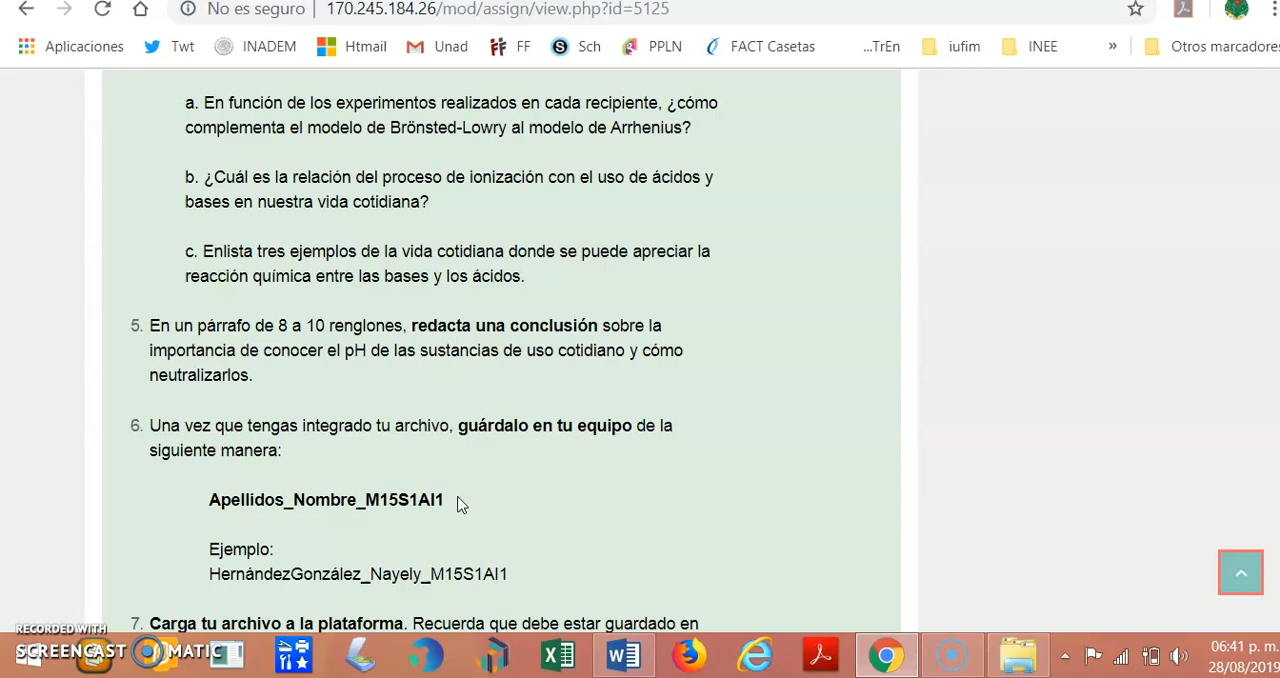 No es seguro | 170.245.184.26/mod/assign/view.php?id=5125
Aplicaciones Twt INADEM Htmail Unad FF Sch PPLN FACT Casetas ...TrEn iufim INEE » Otros marcadores
a. En función de los experimentos realizados en cada recipiente, ¿cómo
complementa el modelo de Brönsted-Lowry al modelo de Arrhenius?
b. ¿Cuál es la relación del proceso de ionización con el uso de ácidos y
bases en nuestra vida cotidiana?
c. Enlista tres ejemplos de la vida cotidiana donde se puede apreciar la
reacción química entre las bases y los ácidos.
5. En un párrafo de 8 a 10 renglones, redacta una conclusión sobre la
importancia de conocer el pH de las sustancias de uso cotidiano y cómo
neutralizarlos.
6. Una vez que tengas integrado tu archivo, guárdalo en tu equipo de la
siguiente manera:
Apellidos_Nombre_M15S1AI1
Ejemplo:
HernándezGonzález_Nayely_M15S1AI1
7. Carga tu archivo a la plataforma. Recuerda que debe estar guardado en
RECORDED WITH
SCREENCAST MATIC
06:41 p. m.
28/08/2019